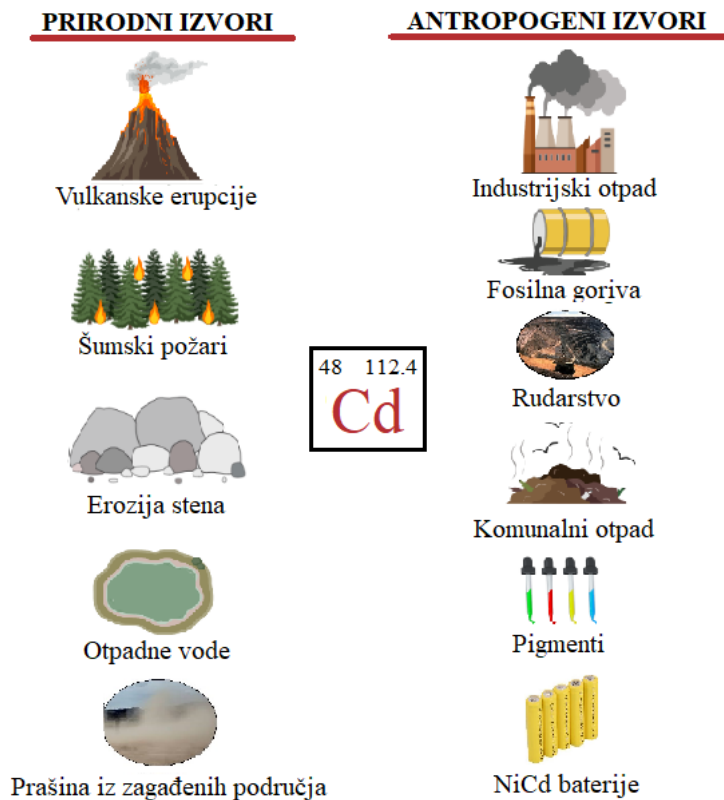 PRIRODNI IZVORI
Vulkanske erupcije
Šumski požari
Erozija stena
Otpadne vode
Prašina iz zagađenih područja
48 112.4
Cd
ANTROPOGENI IZVORI
Industrijski otpad
Fosilna goriva
Rudarstvo
Komunalni otpad
Pigmenti
NiCd baterije